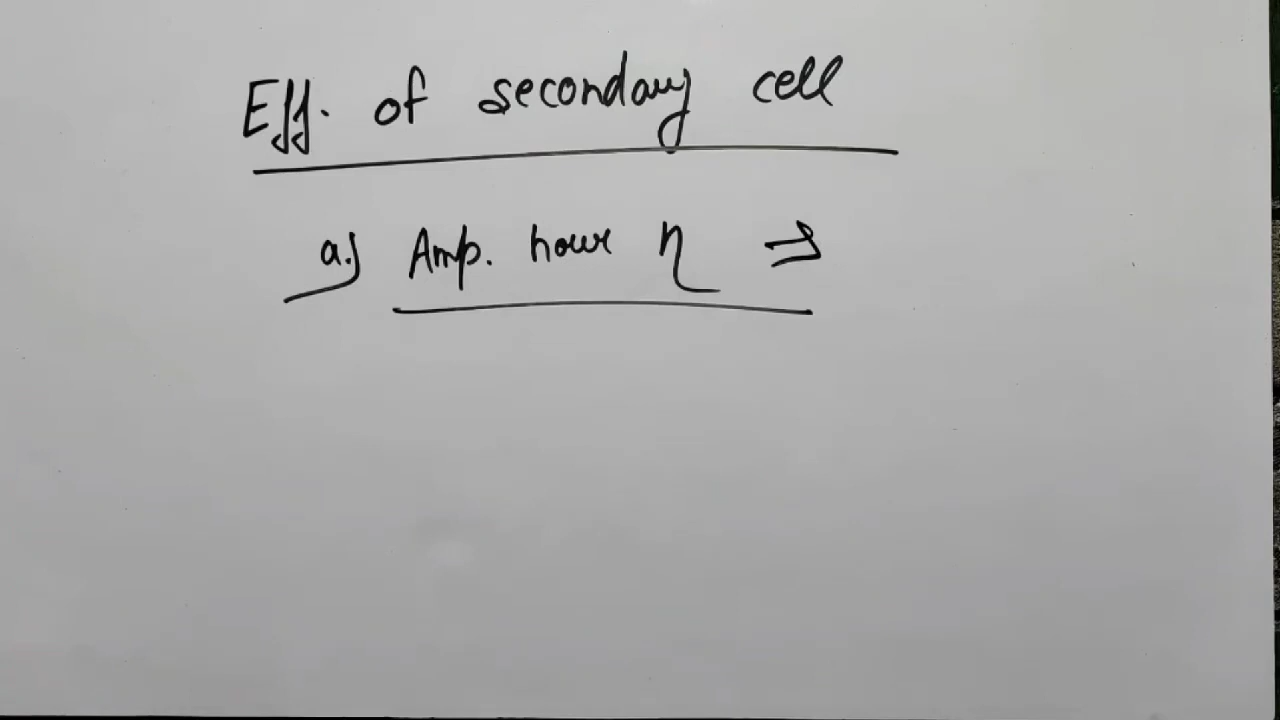 Eff. of secondary cell
a.) Amp. hour η ⇒